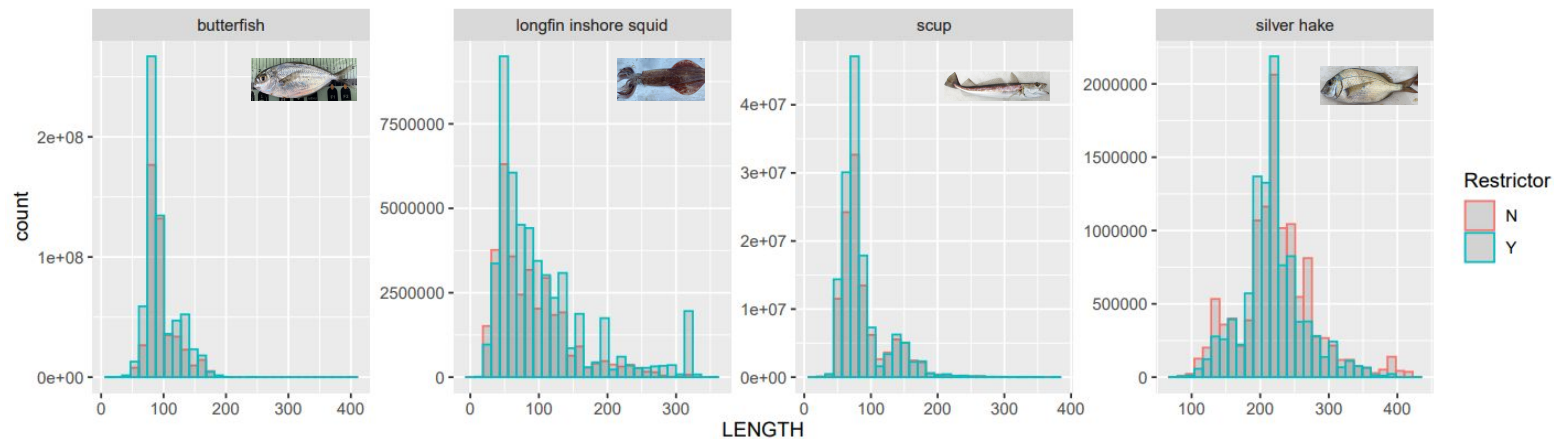 butterfish
longfin inshore squid
scup
silver hake
count
0e+00
1e+08
2e+08
0
2500000
5000000
7500000
0e+00
1e+07
2e+07
3e+07
4e+07
0
500000
1000000
1500000
2000000
0 100 200 300 400
0 100 200 300
0 100 200 300 400
100 200 300 400
LENGTH
Restrictor
N
Y